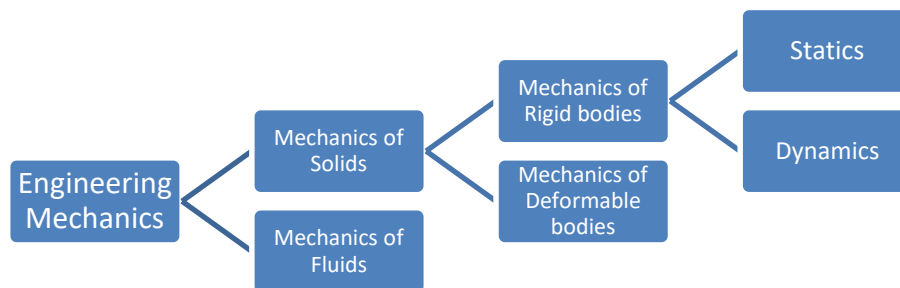 Engineering
Mechanics
Mechanics of
Solids
Mechanics of
Fluids
Mechanics of
Rigid bodies
Mechanics of
Deformable
bodies
Statics
Dynamics